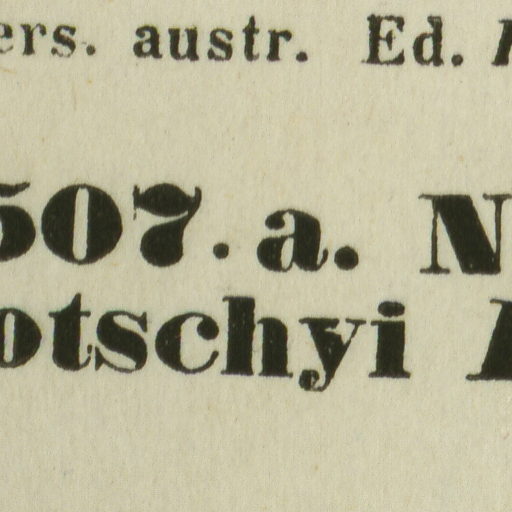 ers. austr. Ed.
507. a. N
otschyi